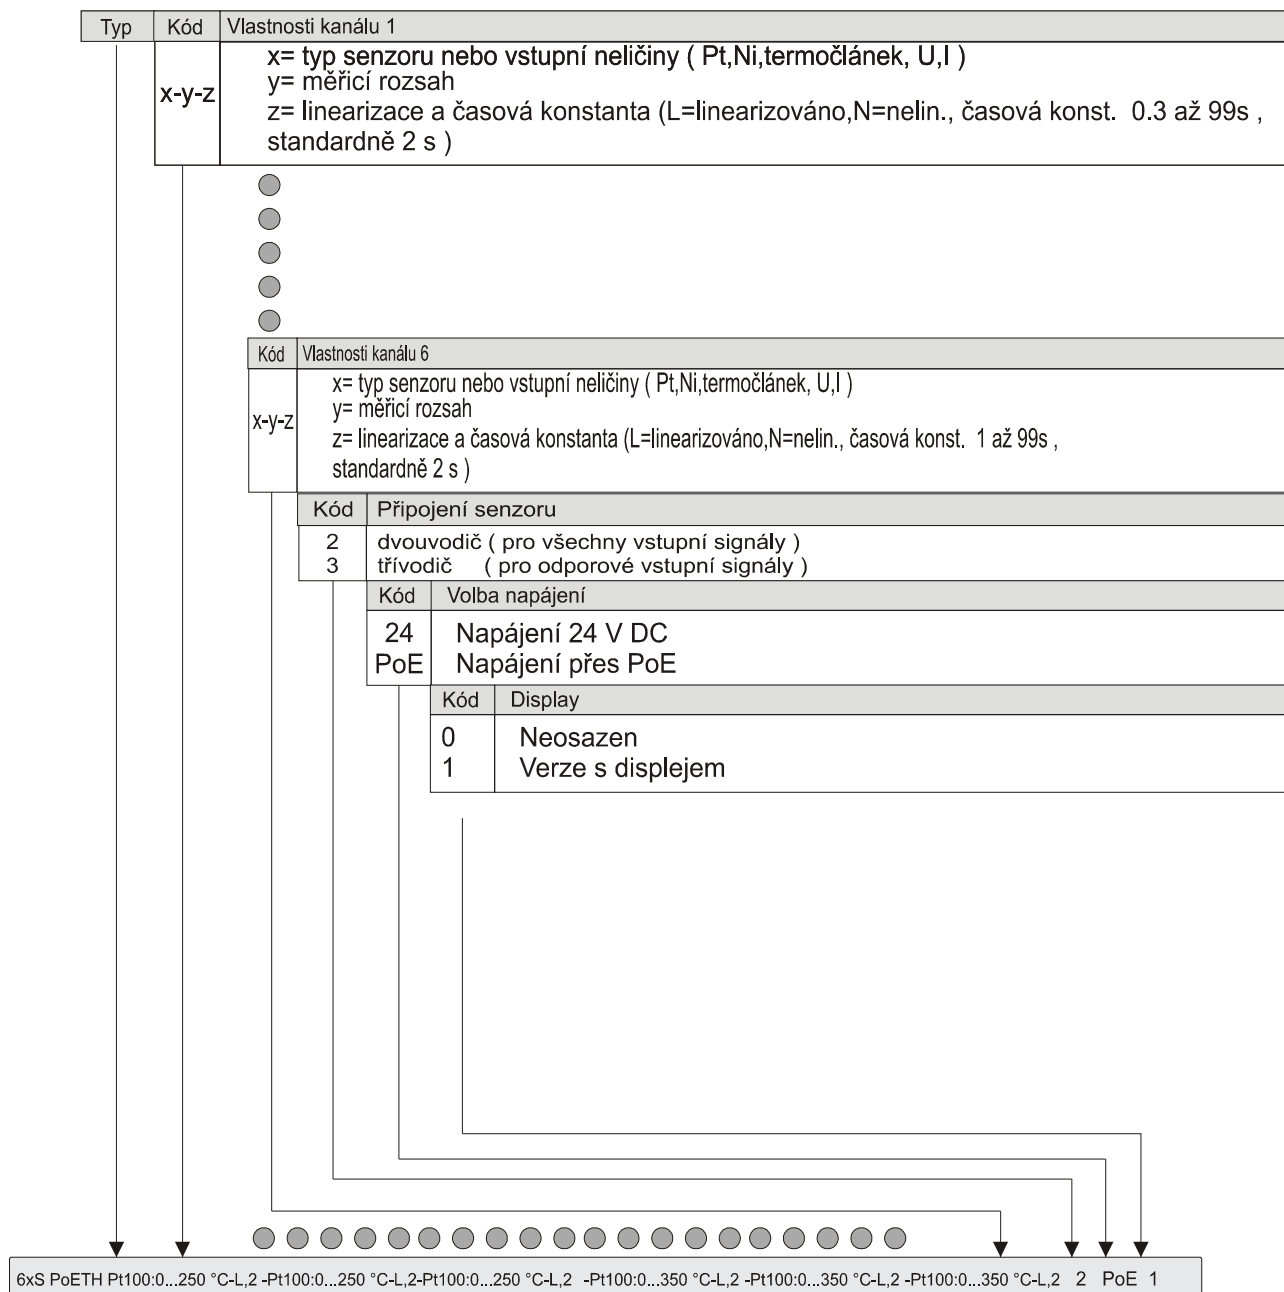 Typ Kód Vlastnosti kanálu 1
x= typ senzoru nebo vstupní neličiny ( Pt,Ni,termočlánek, U,I )
y= měřicí rozsah
x-y-z
z= linearizace a časová konstanta (L=linearizováno,N=nelin., časová konst. 0.3 až 99s ,
standardně 2 s )
Kód Vlastnosti kanálu 6
x= typ senzoru nebo vstupní neličiny ( Pt,Ni,termočlánek, U,I )
y= měřicí rozsah
x-y-z
z= linearizace a časová konstanta (L=linearizováno,N=nelin., časová konst. 1 až 99s ,
standardně 2 s )
Kód Připojení senzoru
2 dvouvodič ( pro všechny vstupní signály )
3 třívodič ( pro odporové vstupní signály )
Kód Volba napájení
24 Napájení 24 V DC
PoE Napájení přes PoE
Kód Display
0 Neosazen
1 Verze s displejem
6xS PoETH Pt100:0...250 °C-L,2 -Pt100:0...250 °C-L,2-Pt100:0...250 °C-L,2 -Pt100:0...350 °C-L,2 -Pt100:0...350 °C-L,2 -Pt100:0...350 °C-L,2 2 PoE 1